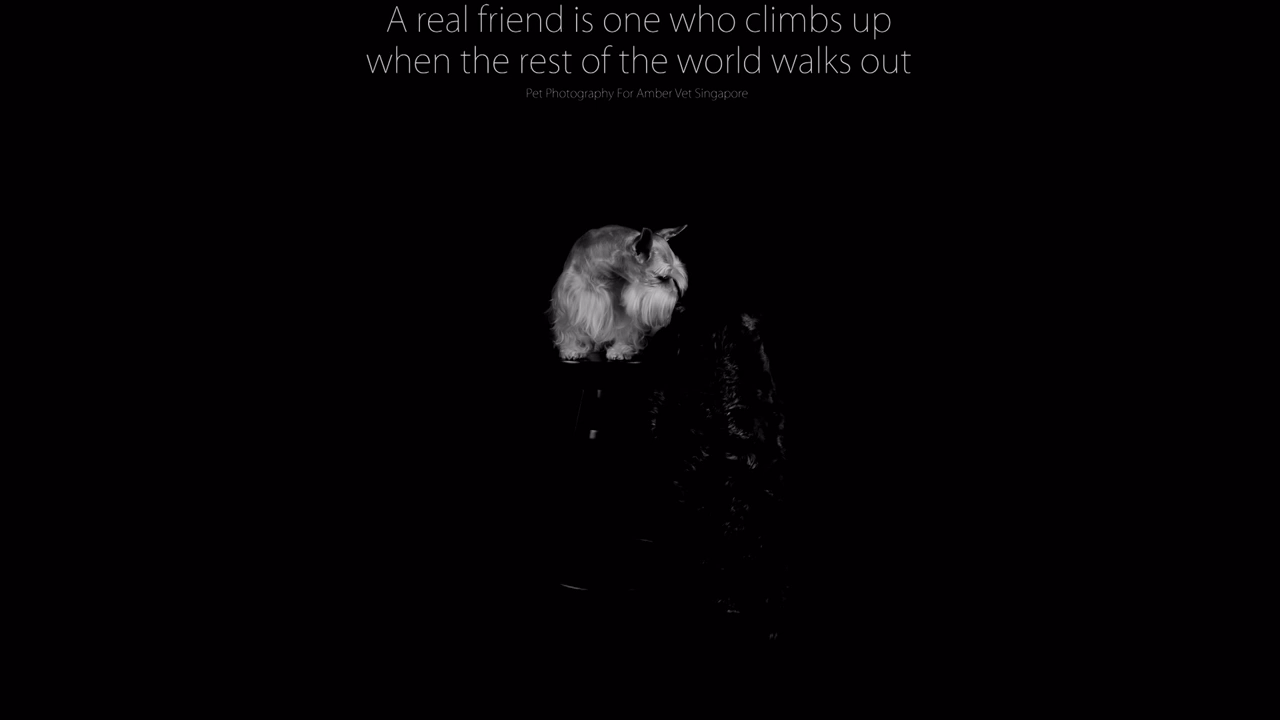 A real friend is one who climbs up
when the rest of the world walks out
Pet Photography For Amber Vet Singapore